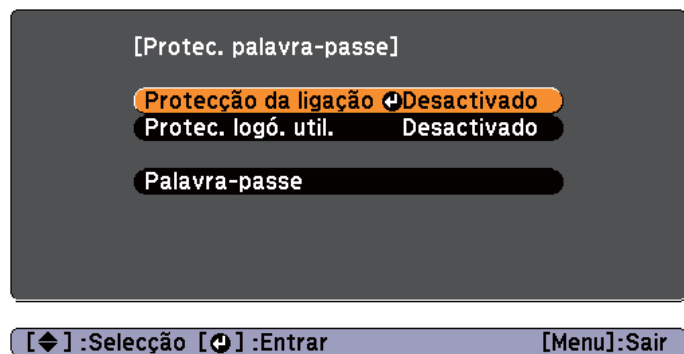 [Protec. palavra-passe]
Protecção da ligação Desactivado
Protec. logó. util. Desactivado
Palavra-passe
[ ] :Selecção [ ] :Entrar [Menu]:Sair